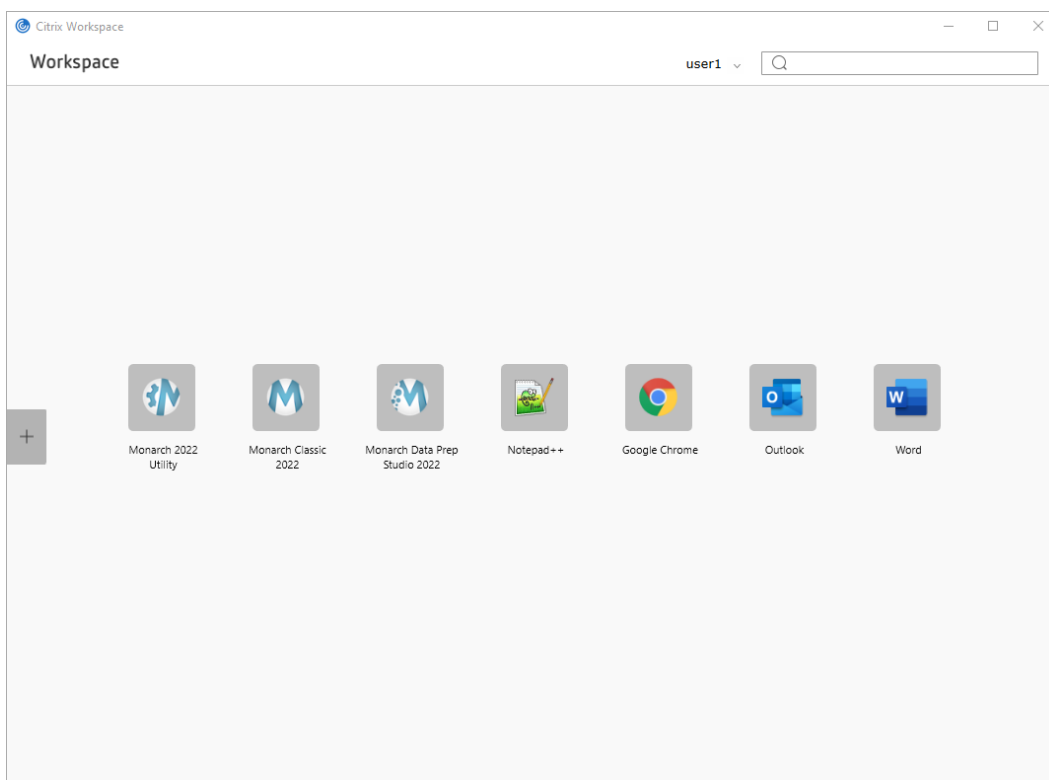 Citrix Workspace
Workspace
user1
Monarch 2022
Utility
Monarch Classic
2022
Monarch Data Prep
Studio 2022
Notepad++
Google Chrome
Outlook
Word